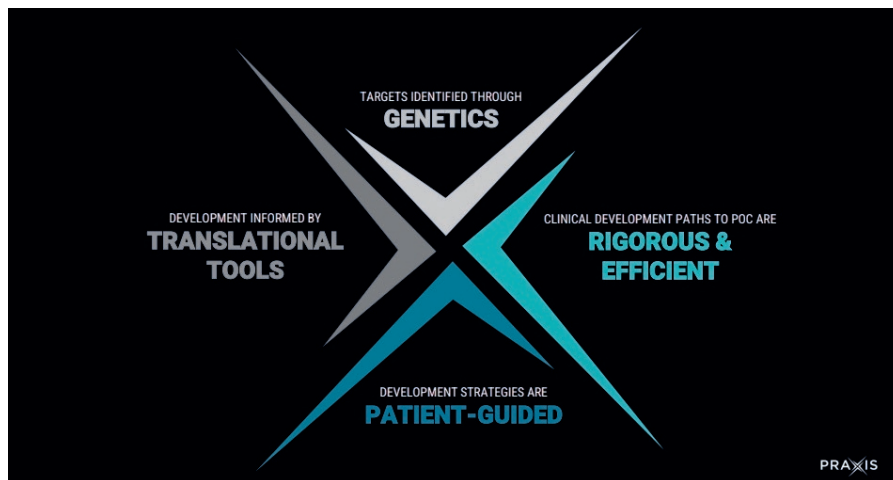 TARGETS IDENTIFIED THROUGH
GENETICS
DEVELOPMENT INFORMED BY
TRANSLATIONAL
TOOLS
CLINICAL DEVELOPMENT PATHS TO POC ARE
RIGOROUS &
EFFICIENT
DEVELOPMENT STRATEGIES ARE
PATIENT-GUIDED
PRAXIS